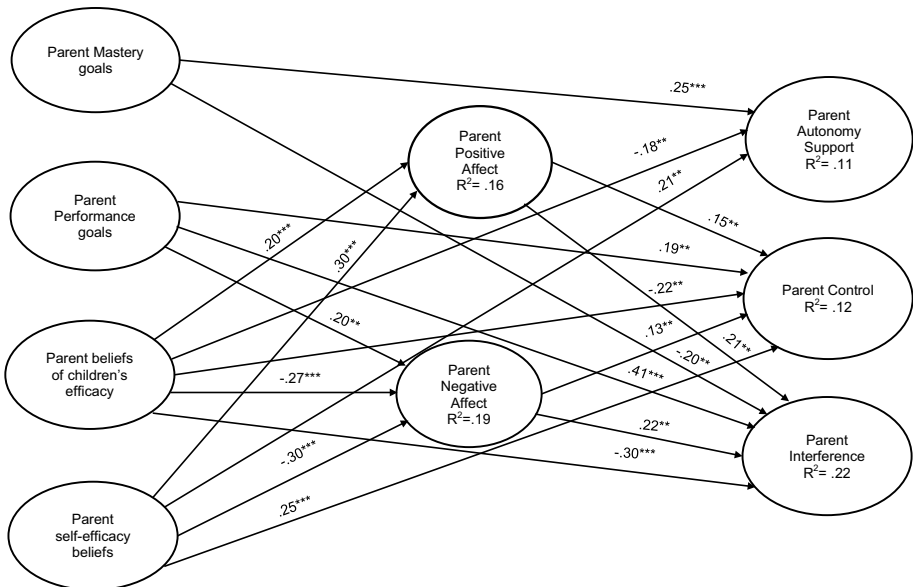 Parent Mastery
goals
Parent
Performance
goals
Parent beliefs
of children's
efficacy
Parent
self-efficacy
beliefs
Parent
Positive
Affect
R²= .16
Parent
Negative
Affect
R²=.19
Parent
Autonomy
Support
R²= .11
Parent Control
R²= .12
Parent
Interference
R²= .22
.25***
-.18**
.21**
.15**
.19**
.20***
.30***
-.22**
.20**
.13**
-.20**
.21**
.41***
-.27***
.22**
-.30***
-.30***
.25***